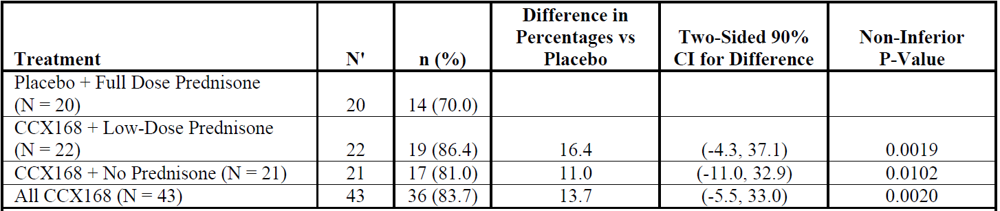 Treatment N' n (%) Difference in Percentages vs Placebo Two-Sided 90% CI for Difference Non-Inferior P-Value
Placebo + Full Dose Prednisone
(N = 20) 20 14 (70.0)
CCX168 + Low-Dose Prednisone
(N = 22) 22 19 (86.4) 16.4 (-4.3, 37.1) 0.0019
CCX168 + No Prednisone (N = 21) 21 17 (81.0) 11.0 (-11.0, 32.9) 0.0102
All CCX168 (N = 43) 43 36 (83.7) 13.7 (-5.5, 33.0) 0.0020